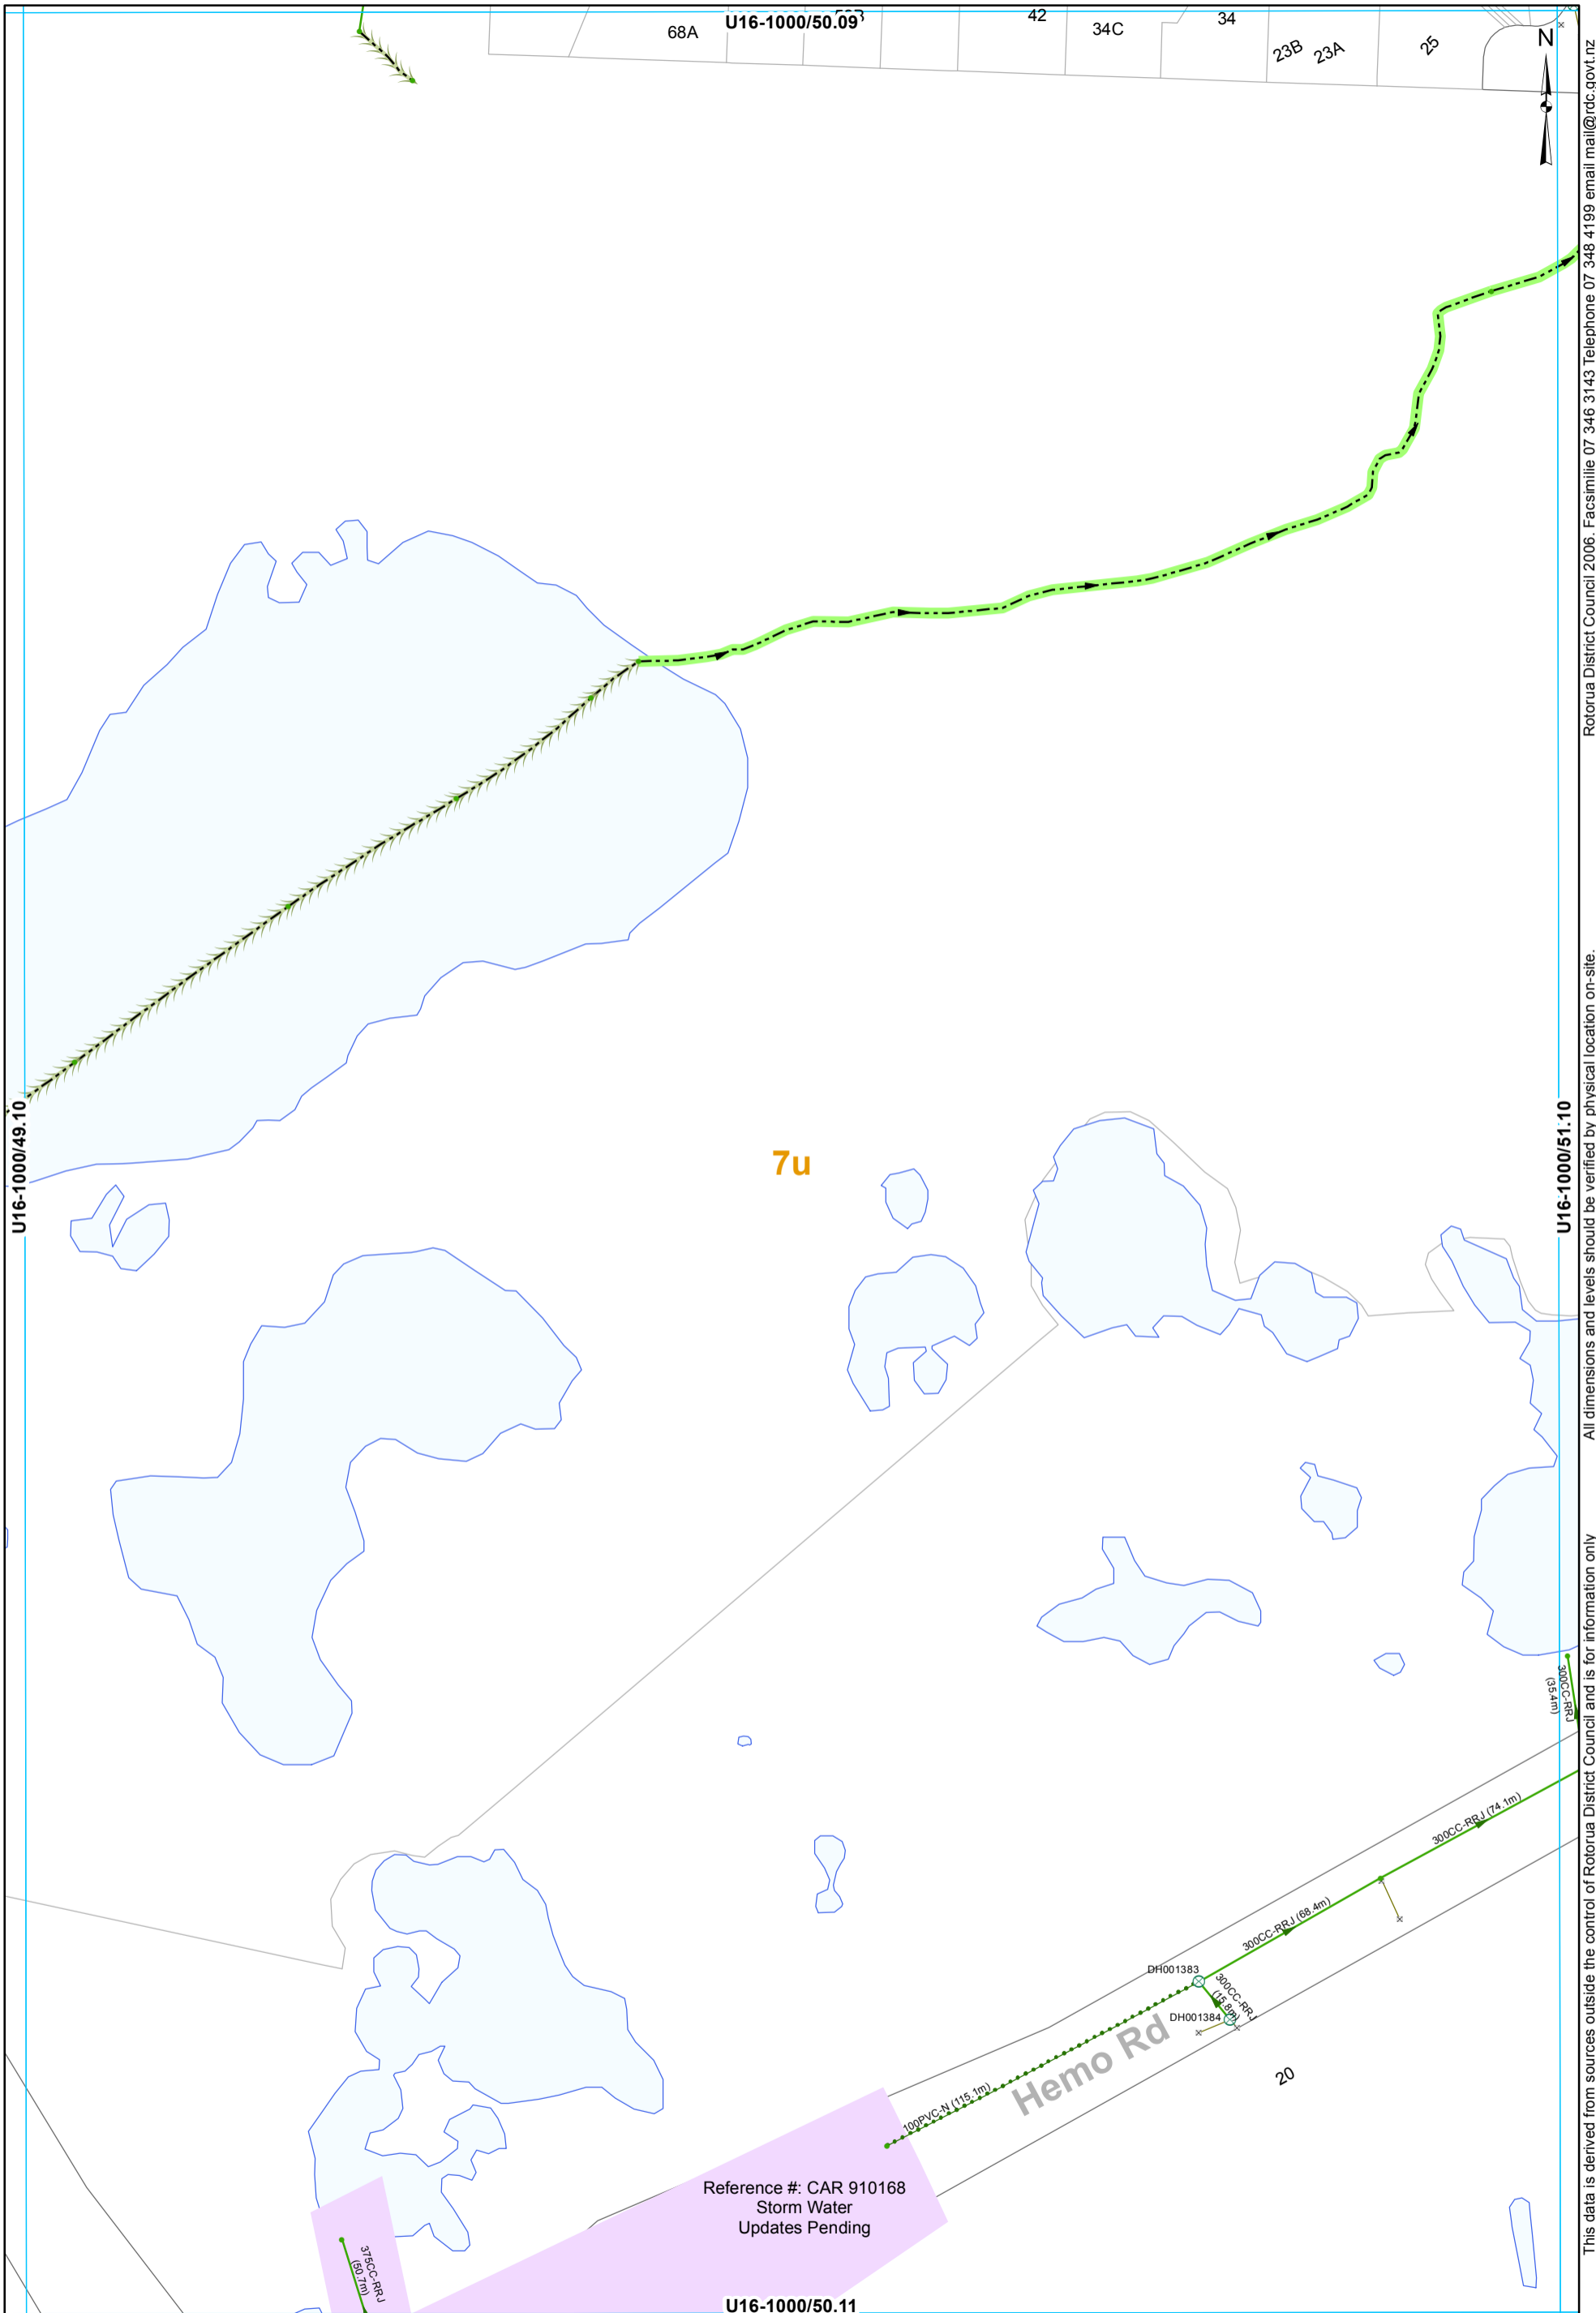 U16-1000/50.09
68A
42
34C
34
23B
23A
25
N
Rotorua District Council 2006. Facsimilie 07 346 3143 Telephone 07 348 4199 email mail@rdc.govt.nz
All dimensions and levels should be verified by physical location on-site.
This data is derived from sources outside the control of Rotorua District Council and is for information only
U16-1000/49.10
7u
U16-1000/51.10
300CC-RRJ
(35.4m)
300CC-RRJ (74.1m)
300CC-RRJ (68.4m)
DH001383
300CC-RRJ
(15.8m)
DH001384
Hemo Rd
20
100PVC-N (115.1m)
Reference #: CAR 910168
Storm Water
Updates Pending
375CC-RRJ
(50.7m)
U16-1000/50.11